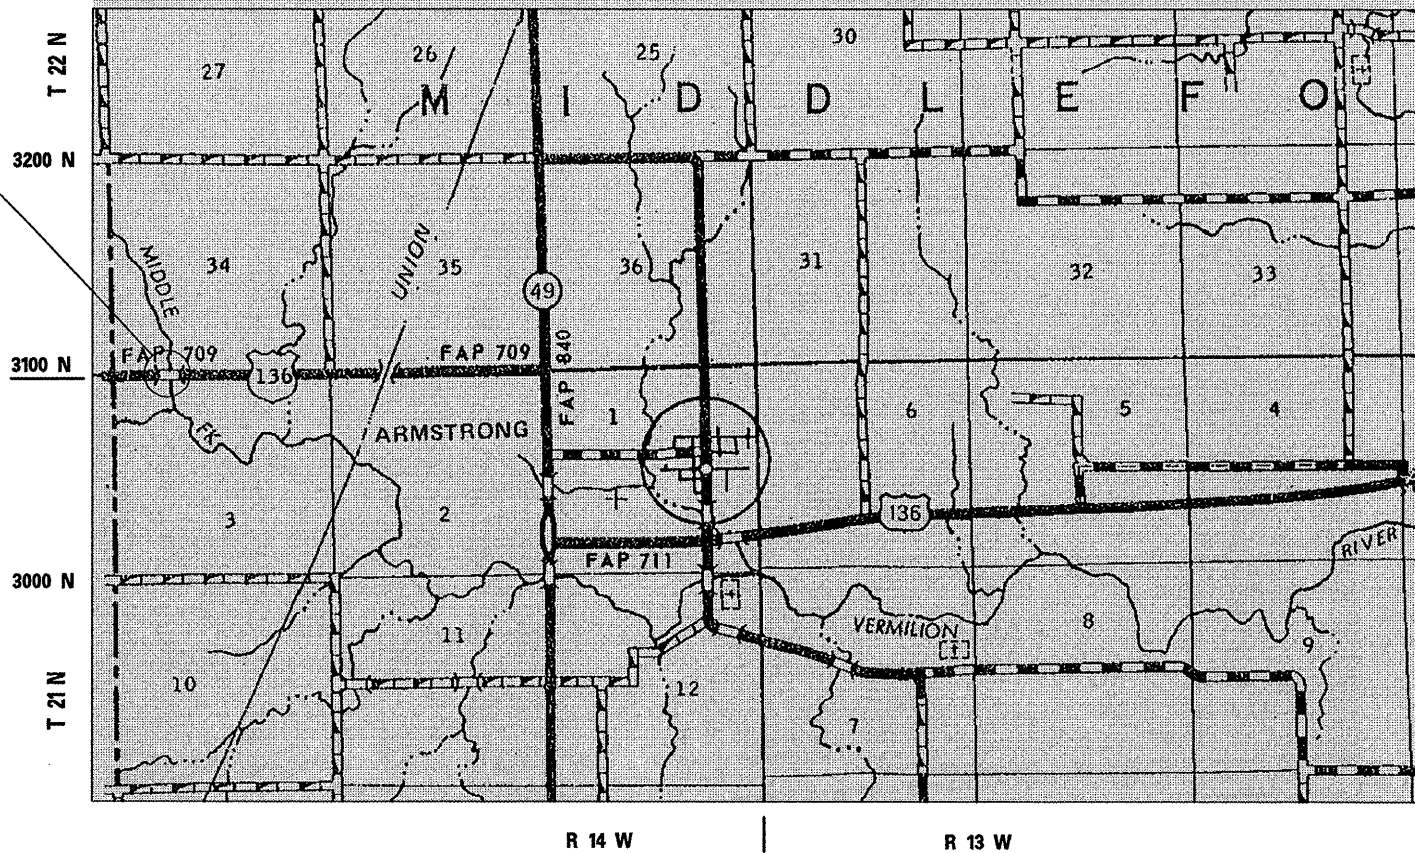 T 22 N
27
26
25
30
M I D D L E F O
3200 N
MIDDLE
34
UNION
35
36
31
32
33
49
FAP 709
FAP 709
FAP 840
3100 N
136
ARMSTRONG
1
6
5
4
FK
3
2
136
RIVER
FAP 711
3000 N
11
VERMILION
8
9
10
12
7
T 21 N
R 14 W
R 13 W